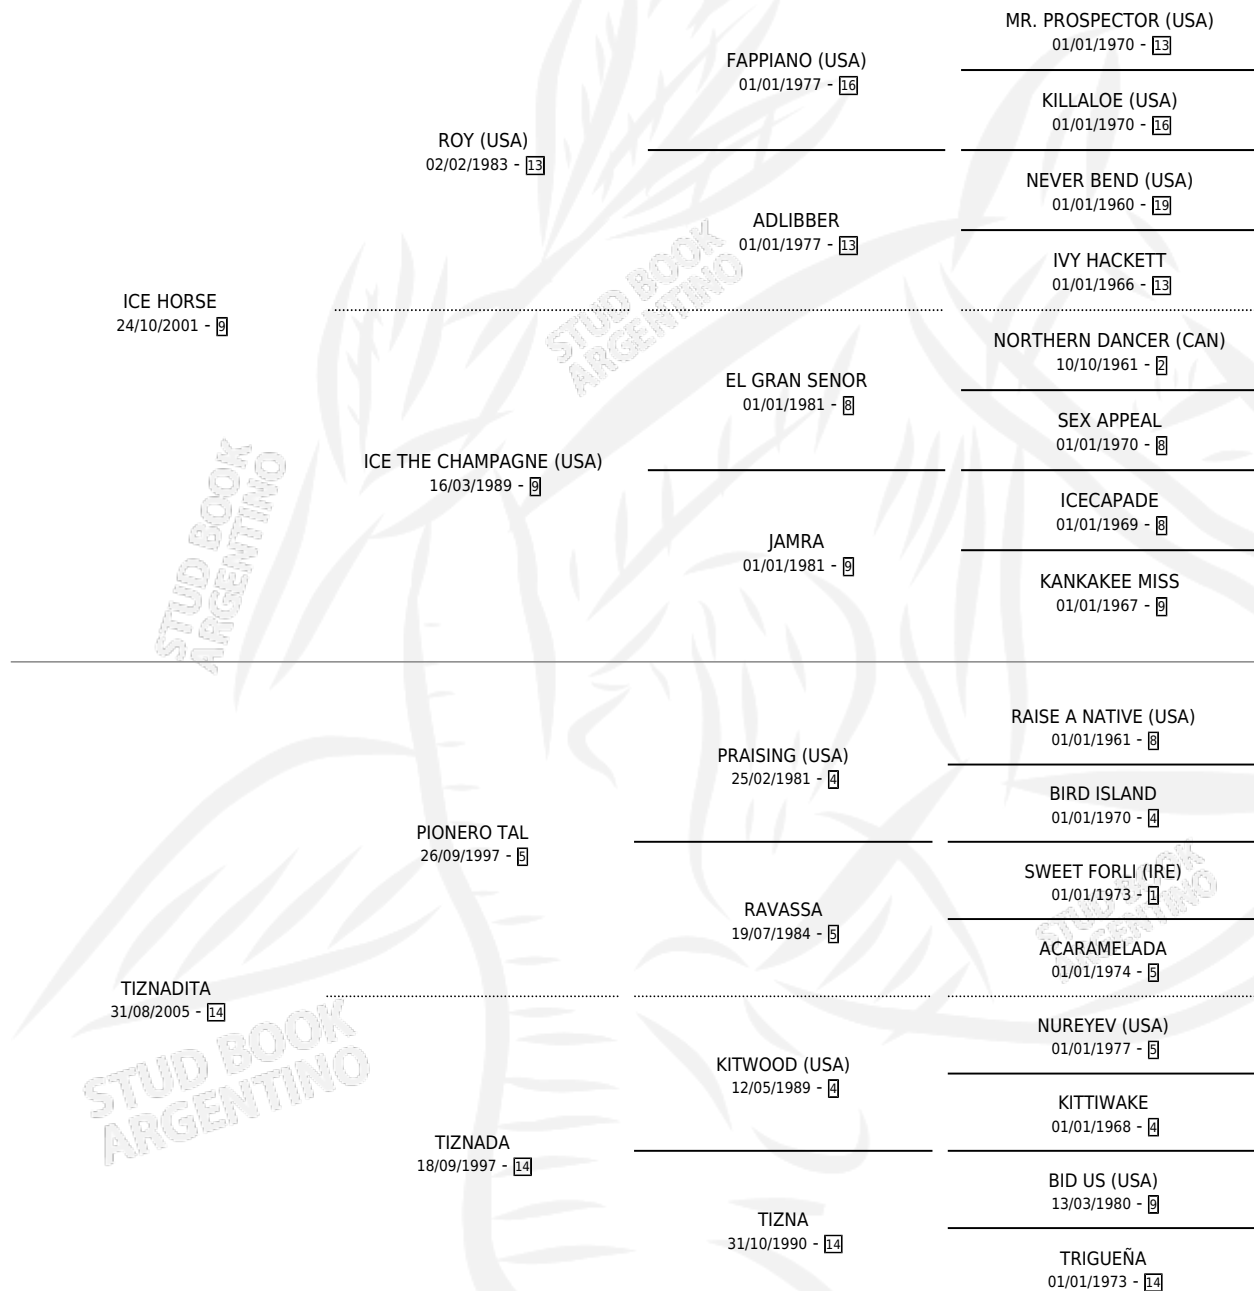 MR. PROSPECTOR (USA)
01/01/1970 - 13
FAPPIANO (USA)
01/01/1977 - 16
KILLALOE (USA)
01/01/1970 - 16
ROY (USA)
02/02/1983 - 13
NEVER BEND (USA)
01/01/1960 - 19
ADLIBBER
01/01/1977 - 13
IVY HACKETT
01/01/1966 - 13
ICE HORSE
24/10/2001 - 9
NORTHERN DANCER (CAN)
10/10/1961 - 2
EL GRAN SENOR
01/01/1981 - 8
SEX APPEAL
01/01/1970 - 8
ICE THE CHAMPAGNE (USA)
16/03/1989 - 9
ICECAPADE
01/01/1969 - 8
JAMRA
01/01/1981 - 9
KANKAKEE MISS
01/01/1967 - 9
RAISE A NATIVE (USA)
01/01/1961 - 8
PRAISING (USA)
25/02/1981 - 4
BIRD ISLAND
01/01/1970 - 4
PIONERO TAL
26/09/1997 - 5
SWEET FORLI (IRE)
01/01/1973 - 1
RAVASSA
19/07/1984 - 5
ACARAMELADA
01/01/1974 - 5
TIZNADITA
31/08/2005 - 14
NUREYEV (USA)
01/01/1977 - 5
KITWOOD (USA)
12/05/1989 - 4
KITTIWAKE
01/01/1968 - 4
TIZNADA
18/09/1997 - 14
BID US (USA)
13/03/1980 - 9
TIZNA
31/10/1990 - 14
TRIGUEÑA
01/01/1973 - 14
STUD BOOK
ARGENTINO
STUD BOOK
ARGENTINO
STUD BOOK
ARGENTINO
STUD BOOK
ARGENTINO